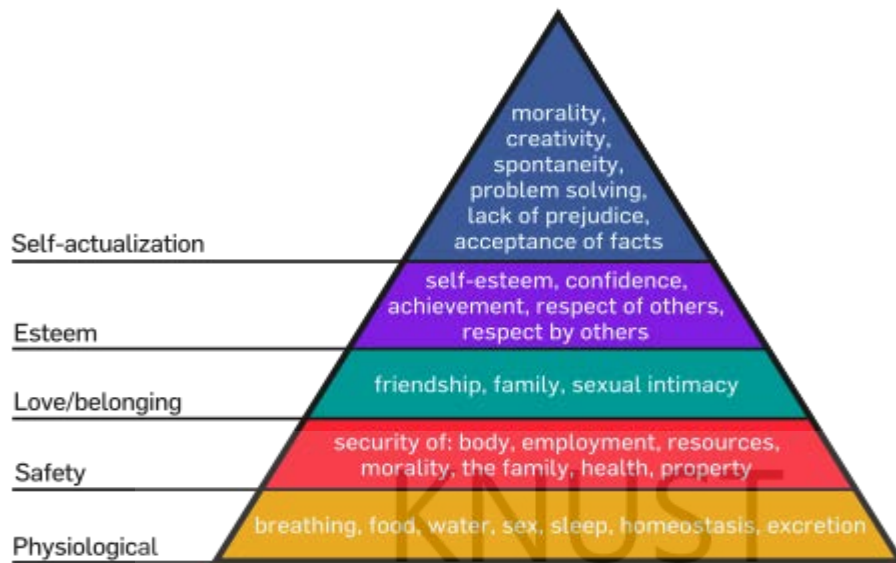 morality,
creativity,
spontaneity,
problem solving,
lack of prejudice,
acceptance of facts
Self-actualization
self-esteem, confidence,
achievement, respect of others,
respect by others
Esteem
friendship, family, sexual intimacy
Love/belonging
security of: body, employment, resources,
morality, the family, health, property
Safety
breathing, food, water, sex, sleep, homeostasis, excretion
Physiological
KNUST